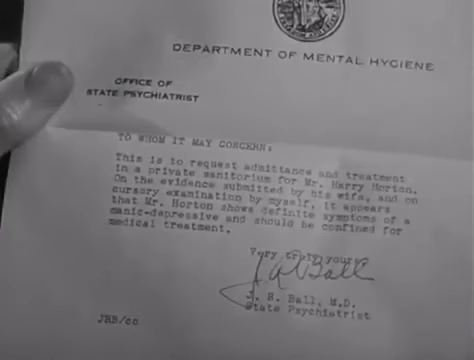 DEPARTMENT OF MENTAL HYGIENE
OFFICE OF
STATE PSYCHIATRIST
TO WHOM IT MAY CONCERN:
This is to request admittance and treatment
in a private sanitorium for Mr. Harry Horton.
On the evidence submitted by his wife, and on
cursory examination by myself, it appears
that Mr. Horton shows definite symptoms of a
manic-depressive and should be confined for
medical treatment.
Very truly yours
J R Ball
J. R. Ball, M.D.
State Psychiatrist
JRB/cc